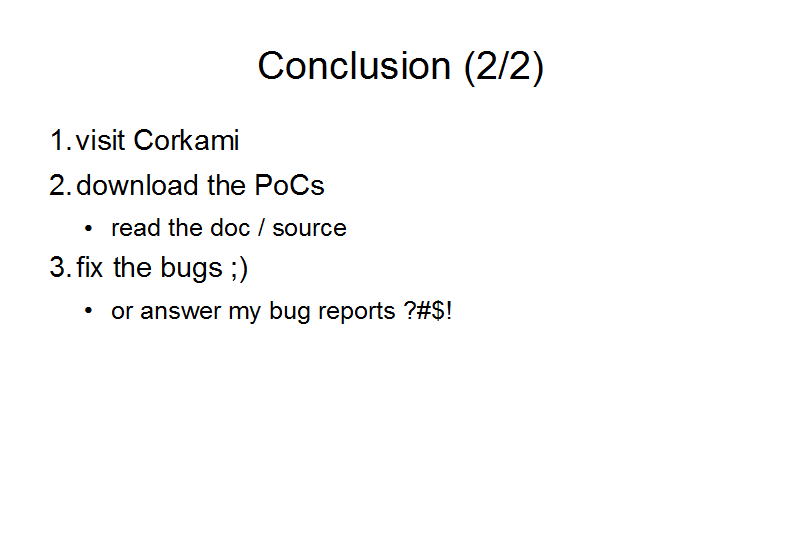 Conclusion (2/2)
1. visit Corkami
2. download the PoCs
• read the doc / source
3. fix the bugs ;)
• or answer my bug reports ?#$!